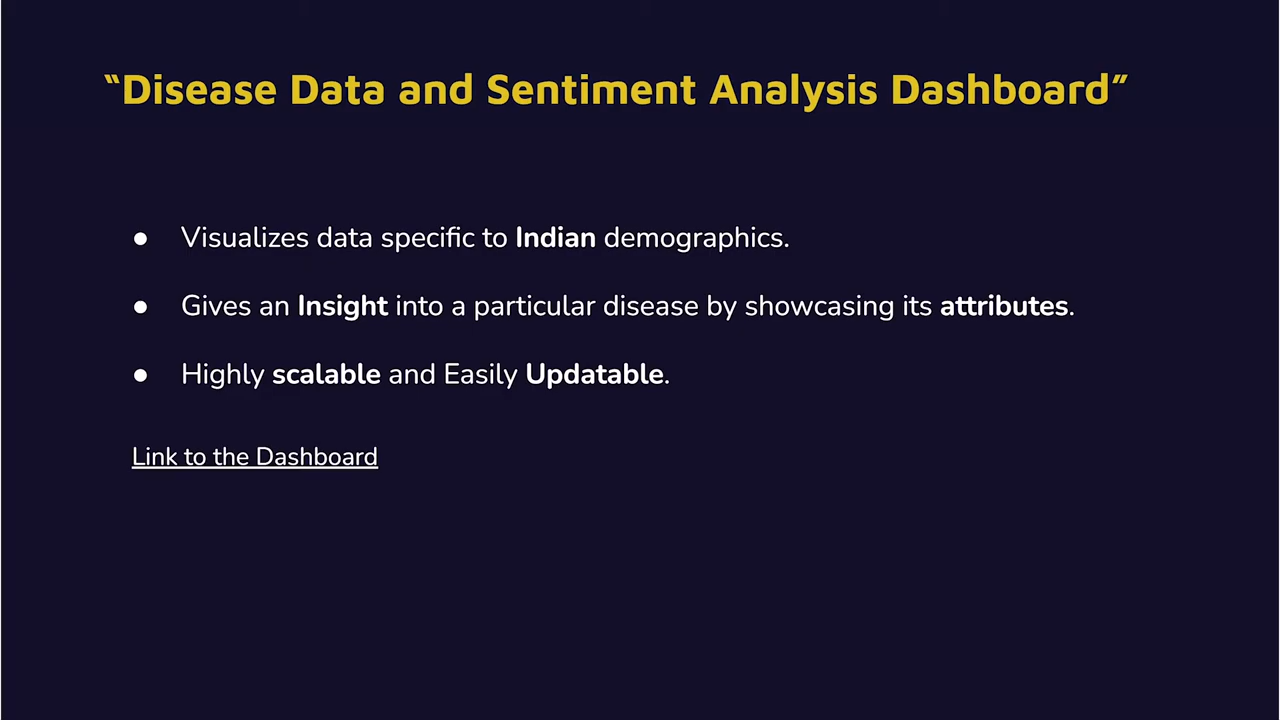 “Disease Data and Sentiment Analysis Dashboard”
● Visualizes data specific to Indian demographics.
● Gives an Insight into a particular disease by showcasing its attributes.
● Highly scalable and Easily Updatable.
Link to the Dashboard